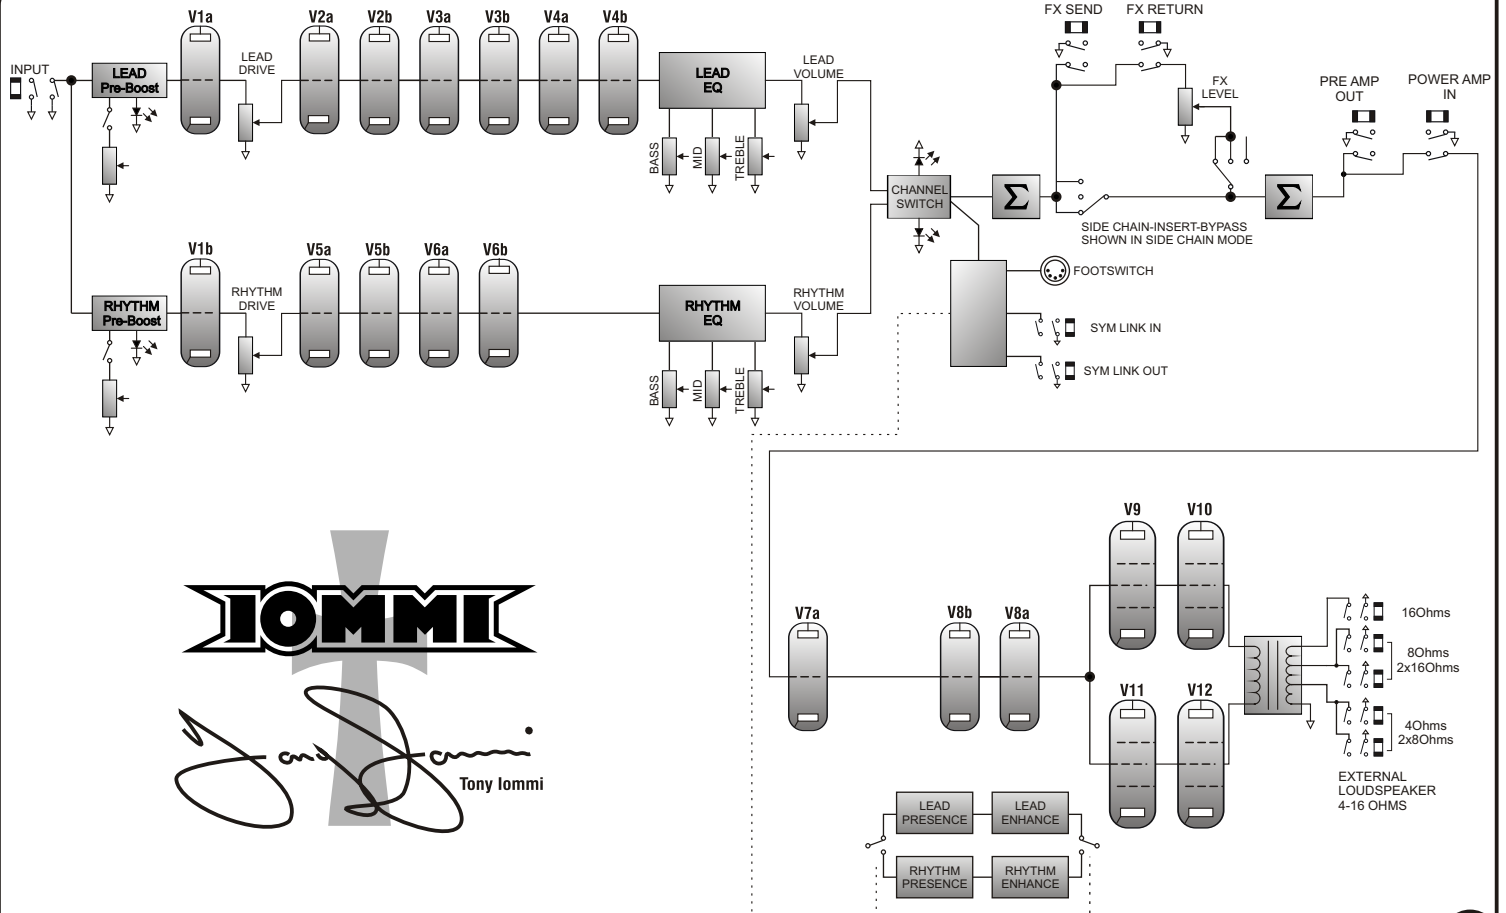 V1a
V2a
V2b
V3a
V3b
V4a
V4b
FX SEND
FX RETURN
INPUT
LEAD
Pre-Boost
LEAD
DRIVE
LEAD
EQ
LEAD
VOLUME
FX
LEVEL
PRE AMP
OUT
POWER AMP
IN
BASS
MID
TREBLE
CHANNEL
SWITCH
Σ
Σ
SIDE CHAIN-INSERT-BYPASS
SHOWN IN SIDE CHAIN MODE
V1b
V5a
V5b
V6a
V6b
RHYTHM
Pre-Boost
RHYTHM
DRIVE
RHYTHM
EQ
RHYTHM
VOLUME
FOOTSWITCH
SYM LINK IN
SYM LINK OUT
BASS
MID
TREBLE
V9
V10
IOMMI
V7a
V8b
V8a
16Ohms
8Ohms
2x16Ohms
V11
V12
4Ohms
2x8Ohms
Tony Iommi
Tony Iommi
EXTERNAL
LOUDSPEAKER
4-16 OHMS
LEAD
PRESENCE
LEAD
ENHANCE
RHYTHM
PRESENCE
RHYTHM
ENHANCE